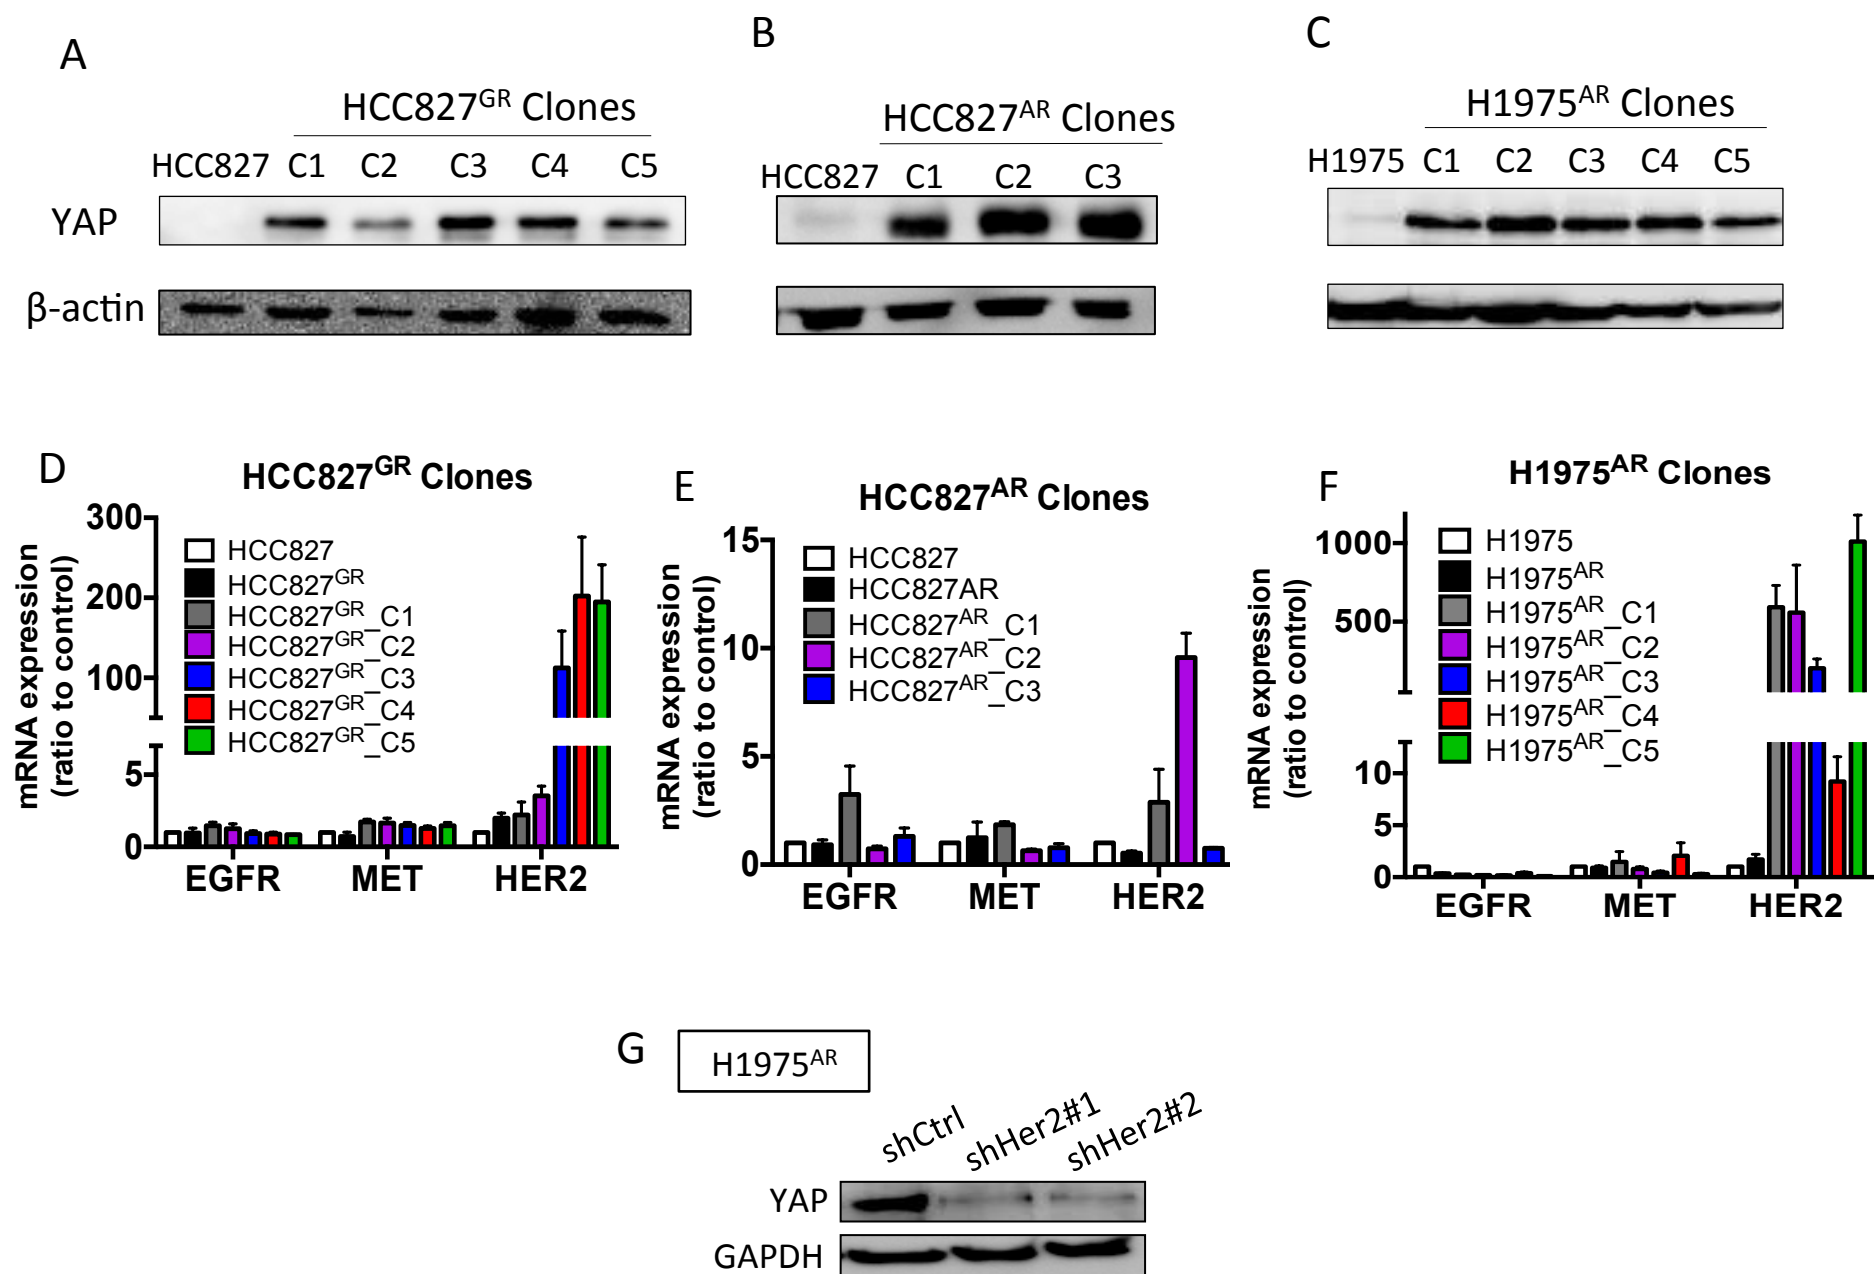 A
HCC827GR Clones
HCC827 C1 C2 C3 C4 C5
YAP
β-actin
B
HCC827AR Clones
HCC827 C1 C2 C3
C
H1975AR Clones
H1975 C1 C2 C3 C4 C5
D
HCC827GR Clones
mRNA expression
(ratio to control)
300
200
100
5
0
HCC827
HCC827GR
HCC827GR_C1
HCC827GR_C2
HCC827GR_C3
HCC827GR_C4
HCC827GR_C5
EGFR MET HER2
E
HCC827AR Clones
mRNA expression
(ratio to control)
15
10
5
0
HCC827
HCC827AR
HCC827AR_C1
HCC827AR_C2
HCC827AR_C3
EGFR MET HER2
F
H1975AR Clones
mRNA expression
(ratio to control)
1000
500
10
5
0
H1975
H1975AR
H1975AR_C1
H1975AR_C2
H1975AR_C3
H1975AR_C4
H1975AR_C5
EGFR MET HER2
G
H1975AR
shCtrl shHer2#1 shHer2#2
YAP
GAPDH